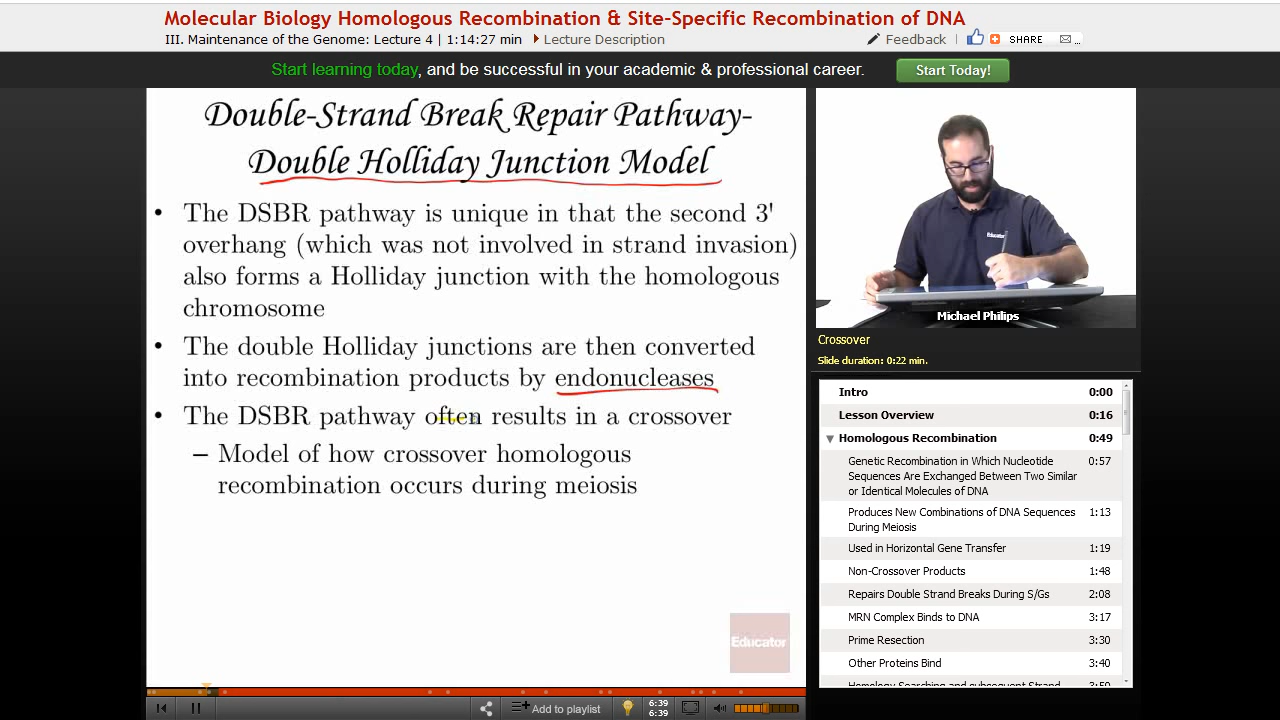 Molecular Biology Homologous Recombination & Site-Specific Recombination of DNA
III. Maintenance of the Genome: Lecture 4 | 1:14:27 min Lecture Description
Feedback | SHARE ...
Start learning today, and be successful in your academic & professional career. Start Today!
Double-Strand Break Repair Pathway-
Double Holliday Junction Model
• The DSBR pathway is unique in that the second 3'
overhang (which was not involved in strand invasion)
also forms a Holliday junction with the homologous
chromosome
• The double Holliday junctions are then converted
into recombination products by endonucleases
• The DSBR pathway often results in a crossover
– Model of how crossover homologous
recombination occurs during meiosis
Educator
Educator
Michael Philips
Crossover
Slide duration: 0:22 min.
Intro 0:00
Lesson Overview 0:16
Homologous Recombination 0:49
Genetic Recombination in Which Nucleotide 0:57
Sequences Are Exchanged Between Two Similar
or Identical Molecules of DNA
Produces New Combinations of DNA Sequences 1:13
During Meiosis
Used in Horizontal Gene Transfer 1:19
Non-Crossover Products 1:48
Repairs Double Strand Breaks During S/Gs 2:08
MRN Complex Binds to DNA 3:17
Prime Resection 3:30
Other Proteins Bind 3:40
Homology Searching and subsequent Strand 3:59
Add to playlist
6:39
6:39